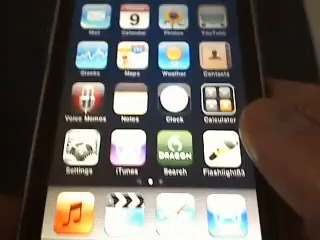 Mail Calendar Photos YouTube
9
Stocks Maps Weather Contacts
Voice Memos Notes Clock Calculator
DRAGON
Settings iTunes Search Flashlight